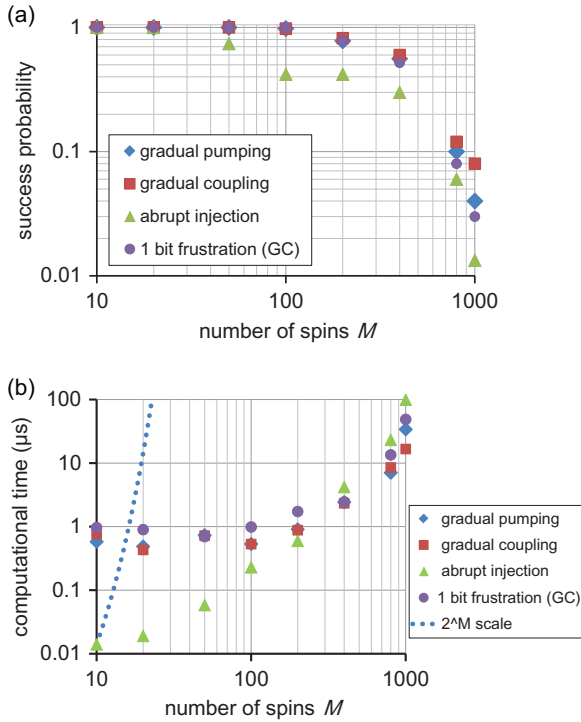 (a)
success probability
1
0.1
0.01
gradual pumping
gradual coupling
abrupt injection
1 bit frustration (GC)
10
100
1000
number of spins M
(b)
computational time (μs)
100
10
1
0.1
0.01
10
100
1000
number of spins M
gradual pumping
gradual coupling
abrupt injection
1 bit frustration (GC)
2^M scale